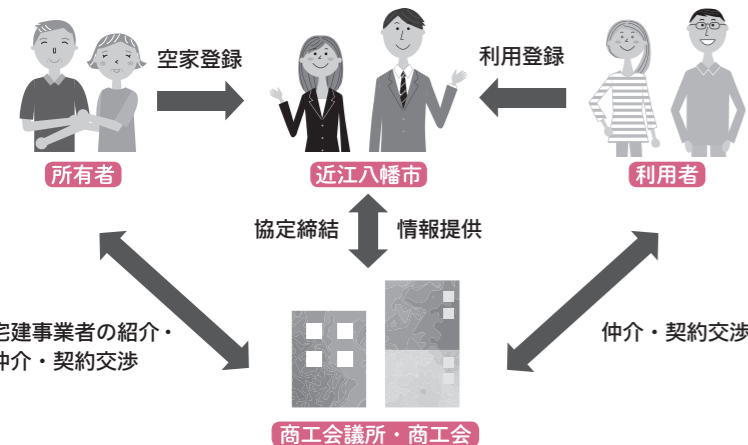 空家登録
利用登録
所有者
近江八幡市
利用者
協定締結
情報提供
宅建事業者の紹介・
仲介・契約交渉
仲介・契約交渉
商工会議所・商工会